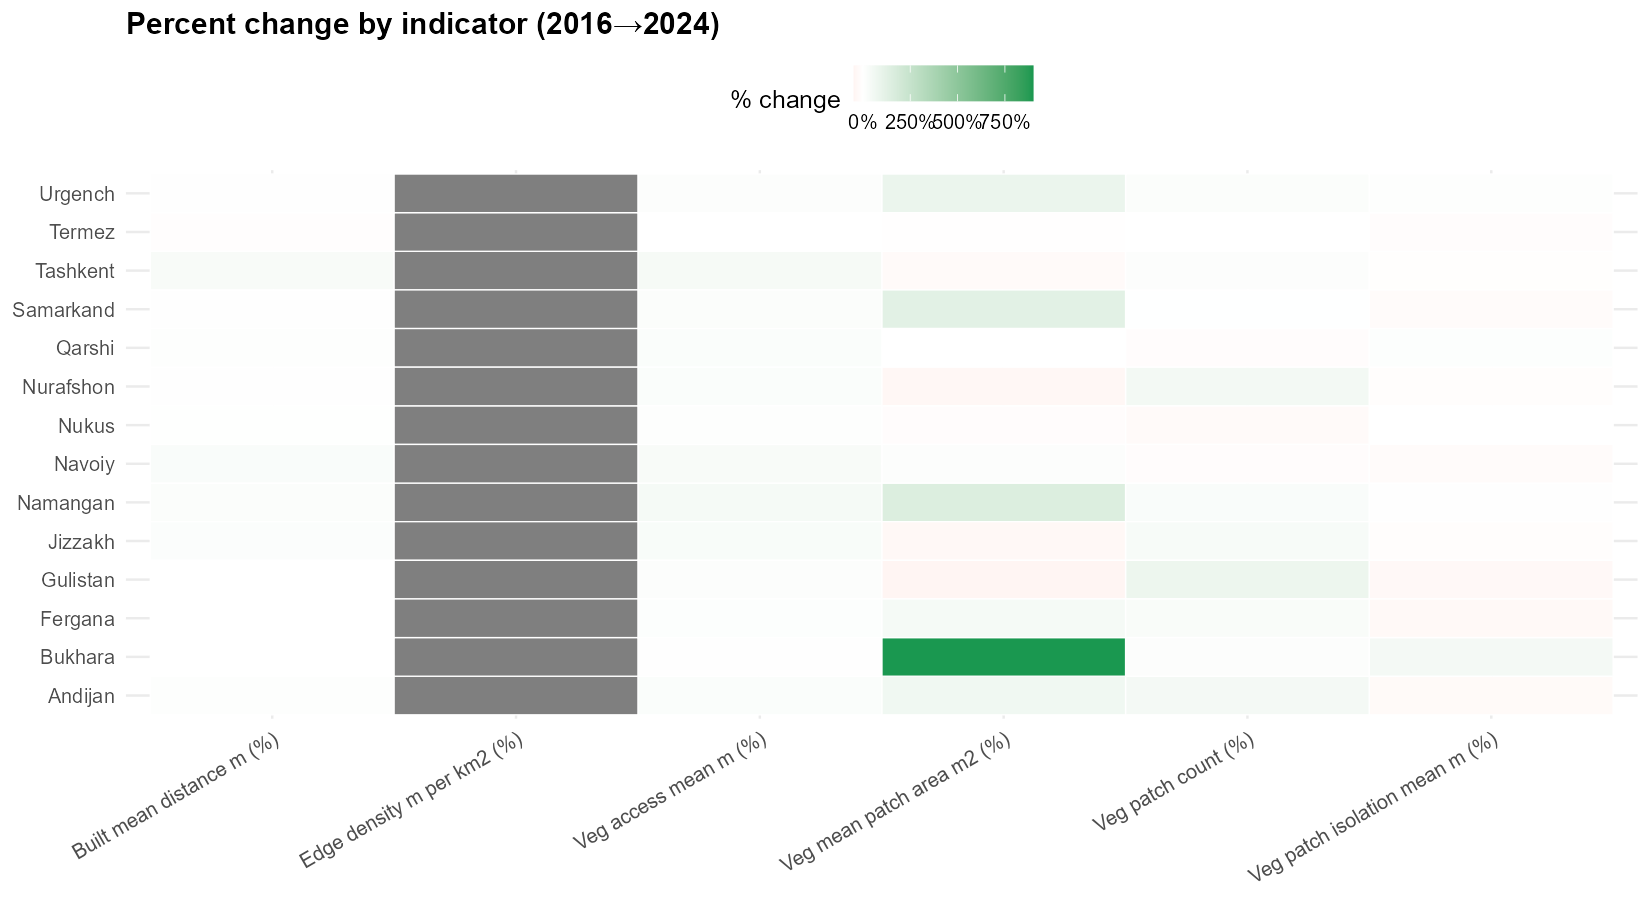 Percent change by indicator (2016→2024)
% change
0% 250% 500% 750%
Urgench
Termez
Tashkent
Samarkand
Qarshi
Nurafshon
Nukus
Navoiy
Namangan
Jizzakh
Gulistan
Fergana
Bukhara
Andijan
Built mean distance m (%)
Edge density m per km2 (%)
Veg access mean m (%)
Veg mean patch area m2 (%)
Veg patch count (%)
Veg patch isolation mean m (%)